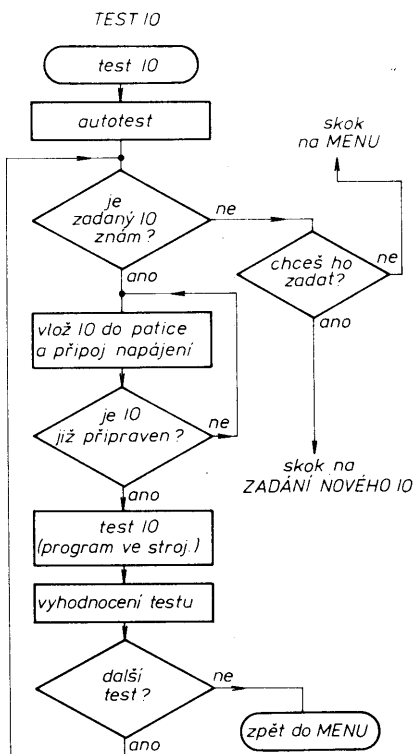 TEST IO
test IO
autotest
skok
na MENU
je
zadaný IO
znám?
ne
ano
chceš ho
zadat?
ne
ano
vlož IO do patice
a připoj napájení
je IO
již připraven?
ne
ano
skok na
ZADÁNÍ NOVÉHO IO
test IO
(program ve stroj.)
vyhodnocení testu
další
test?
ne
ano
zpět do MENU